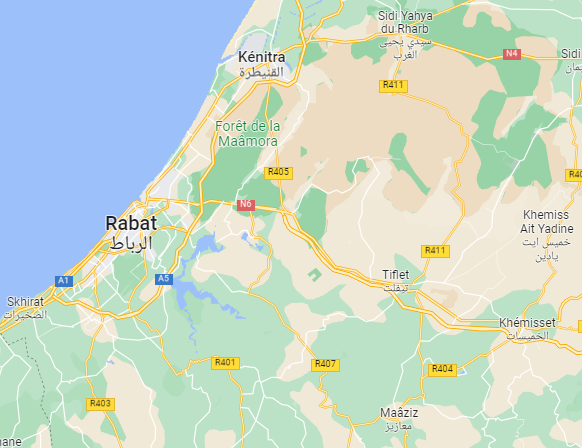 Sidi Yahya
du Rharb
سيدي يحيى
الغرب
N4
Kénitra
القنيطرة
Sidi
R411
Forêt de la
Maâmora
R405
N6
Rabat
الرباط
Khemiss
Ait Yadine
خميس ايت
يادين
R411
A1
A5
Tiflet
تيفلت
Skhirat
الصخيرات
Khémisset
الخميسات
R401
R407
R404
R403
Maâziz
معازيز